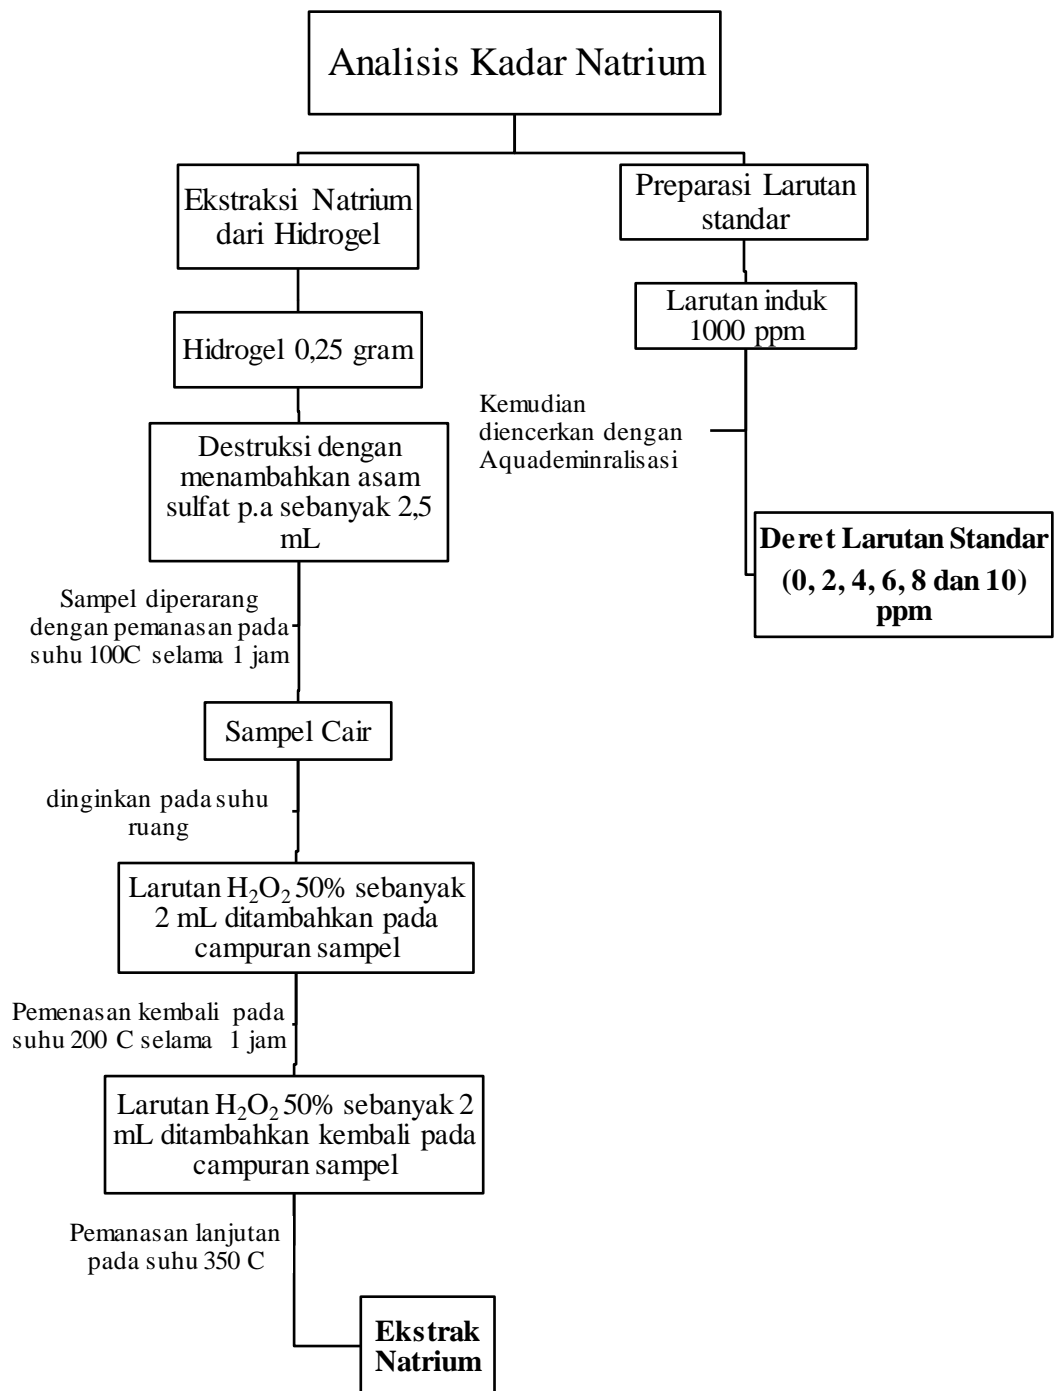 Analisis Kadar Natrium
Ekstraksi Natrium
dari Hidrogel
Hidrogel 0,25 gram
Destruksi dengan
menambahkan asam
sulfat p.a sebanyak 2,5
mL
Sampel diperarang
dengan pemanasan pada
suhu 100C selama 1 jam
Sampel Cair
dinginkan pada suhu
ruang
Larutan H₂O₂ 50% sebanyak
2 mL ditambahkan pada
campuran sampel
Pemenasan kembali pada
suhu 200 C selama 1 jam
Larutan H₂O₂ 50% sebanyak 2
mL ditambahkan kembali pada
campuran sampel
Pemanasan lanjutan
pada suhu 350 C
Ekstrak
Natrium
Preparasi Larutan
standar
Larutan induk
1000 ppm
Kemudian
diencerkan dengan
Aquademinralisasi
Deret Larutan Standar
(0, 2, 4, 6, 8 dan 10)
ppm